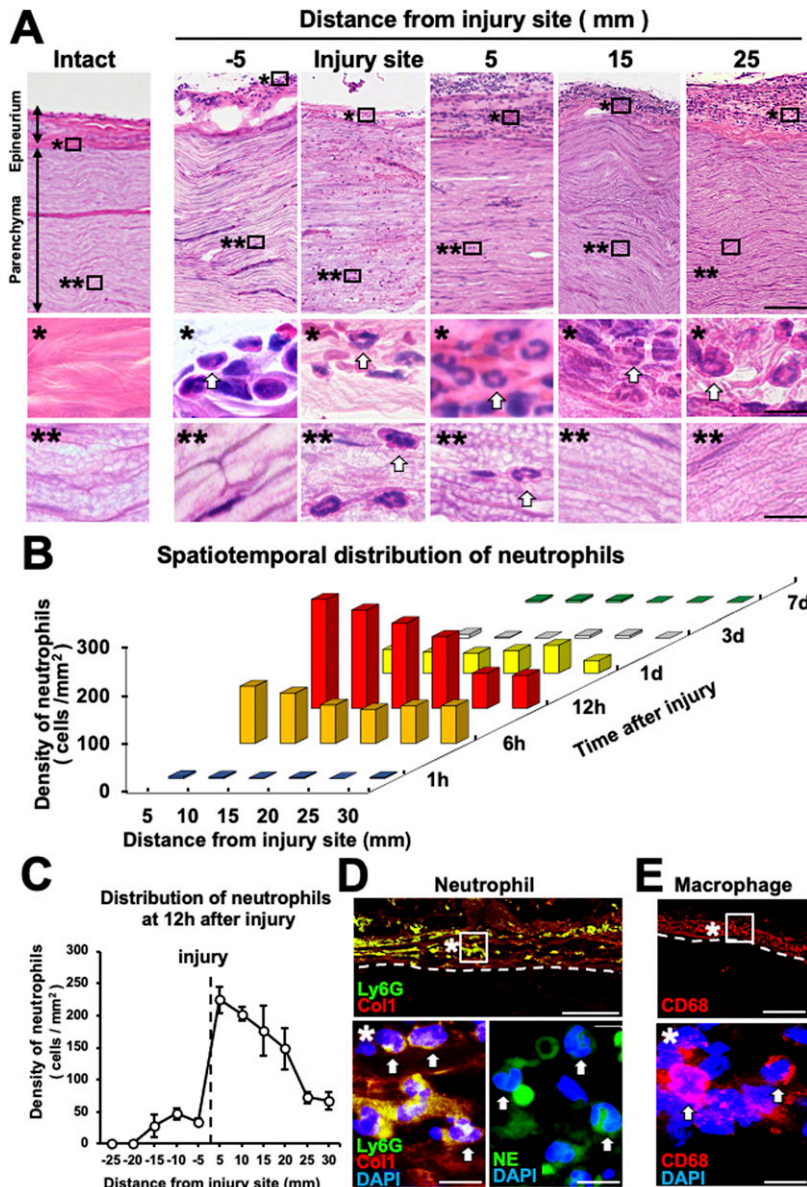 A
Distance from injury site ( mm )
Intact
-5
Injury site
5
15
25
Epineurium
Parenchyma
*
*
*
*
*
*
**
**
**
**
**
**
*
*
*
*
*
*
**
**
**
**
**
**
B
Spatiotemporal distribution of neutrophils
Density of neutrophils
( cells /mm²)
300
200
100
0
5 10 15 20 25 30
Distance from injury site (mm)
1h
6h
12h
1d
3d
7d
Time after injury
C
Distribution of neutrophils
at 12h after injury
injury
Density of neutrophils
(cells / mm²)
300
250
200
150
100
50
0
-25 -20 -15 -10 -5 5 10 15 20 25 30
Distance from injury site (mm)
D
Neutrophil
*
Ly6G
Col1
*
Ly6G
Col1
DAPI
NE
DAPI
E
Macrophage
*
CD68
*
CD68
DAPI